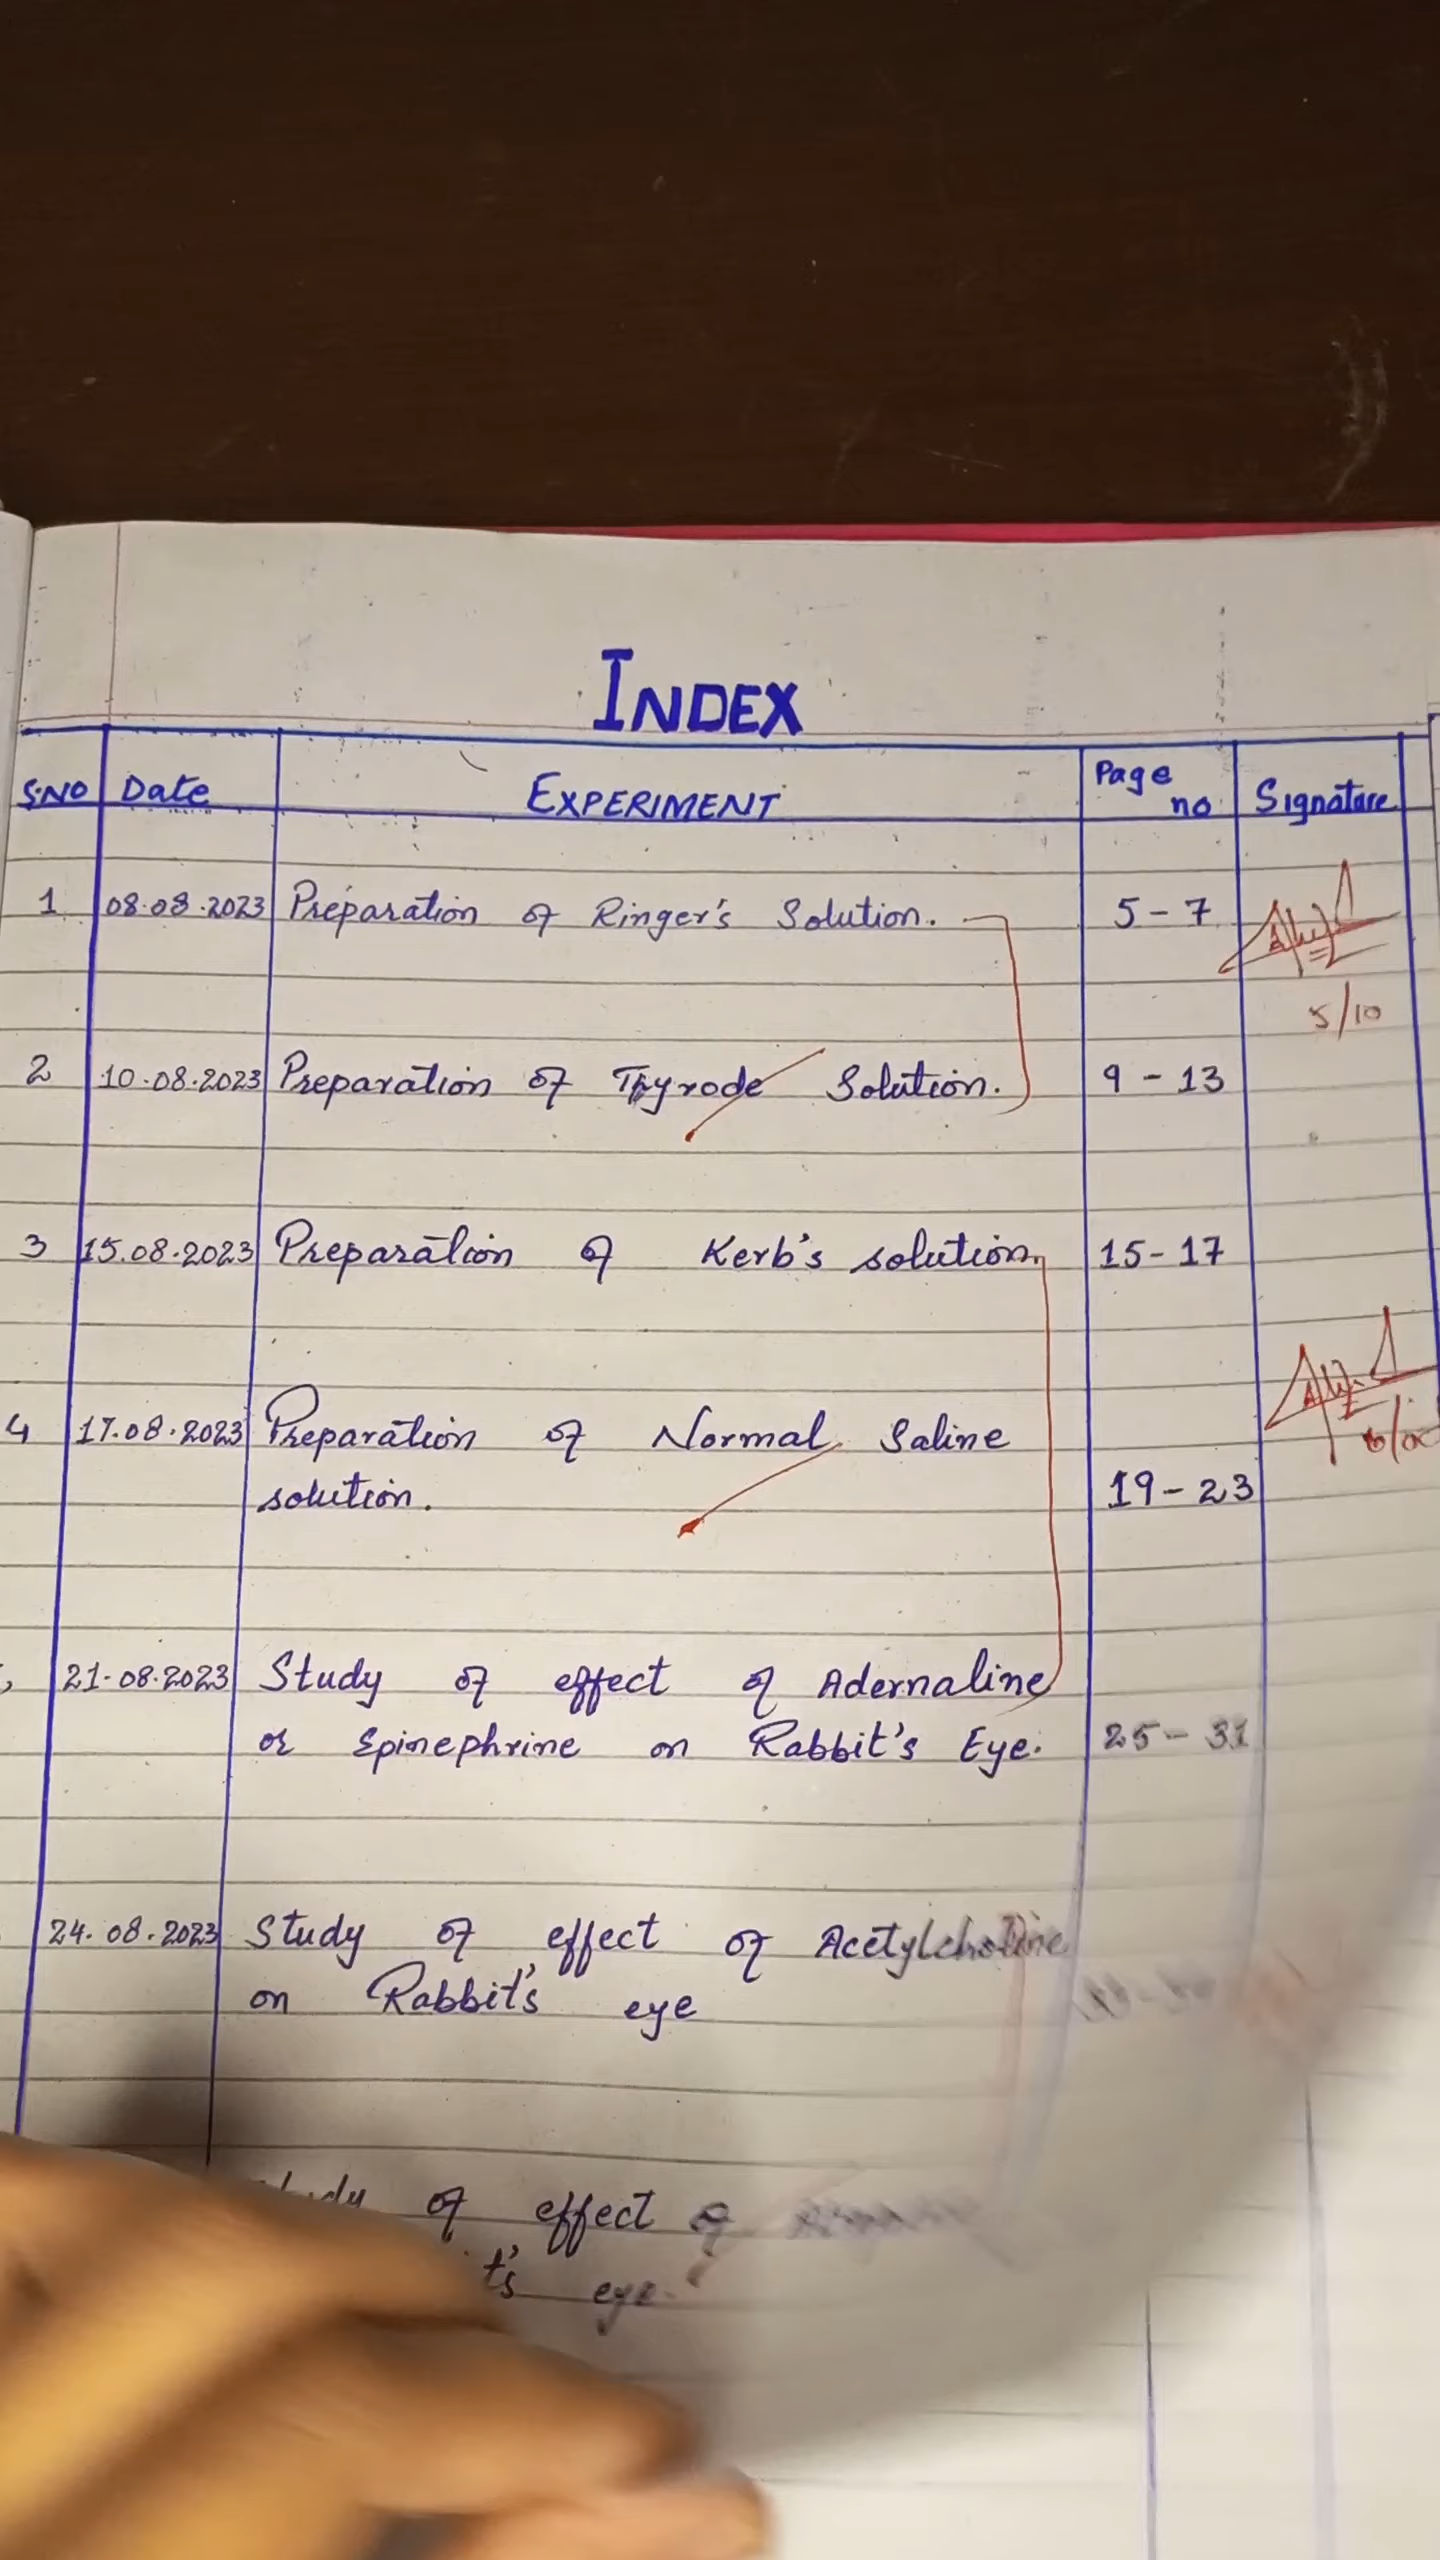 INDEX
S.NO Date EXPERIMENT Page no Signature
1 08.08.2023 Preparation of Ringer's Solution. 5-7
5/10
2 10.08.2023 Preparation of Thyrode Solution. 9-13
3 15.08.2023 Preparation of Kerb's solution. 15-17
4 17.08.2023 Preparation of Normal Saline
solution. 19-23
21.08.2023 Study of effect of Adernaline
or Epinephrine on Rabbit's Eye. 25-31
24.08.2023 Study of effect of Acetylcholine
on Rabbit's eye
of effect of
eye.